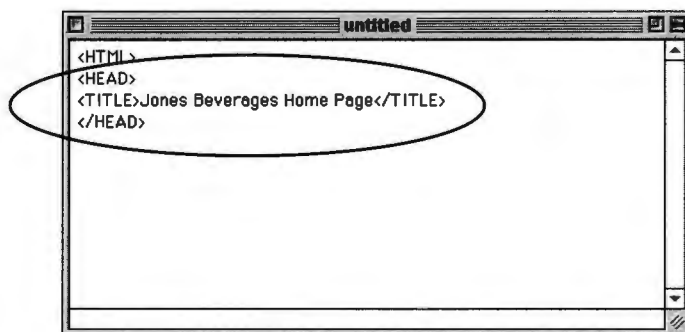 untitled
<HTML>
<HEAD>
<TITLE>Jones Beverages Home Page</TITLE>
</HEAD>